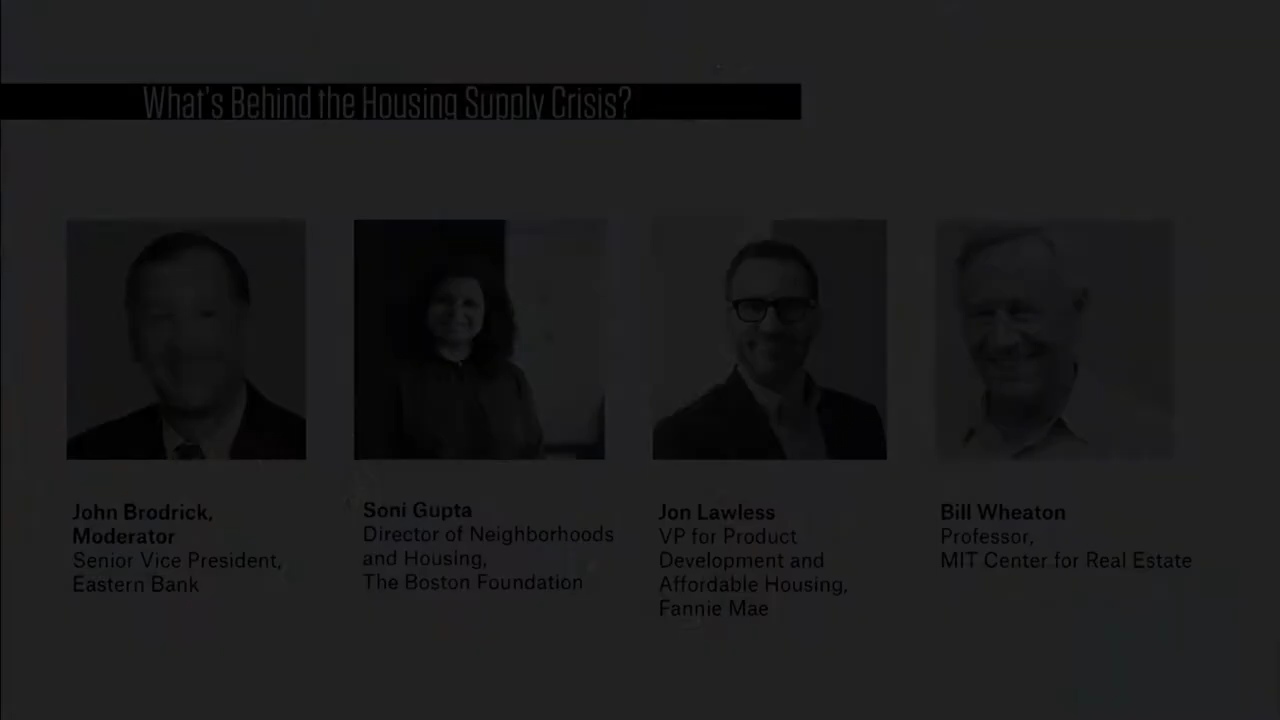 What's Behind the Housing Supply Crisis?
John Brodrick,
Moderator
Senior Vice President,
Eastern Bank
Soni Gupta
Director of Neighborhoods
and Housing,
The Boston Foundation
Jon Lawless
VP for Product
Development and
Affordable Housing,
Fannie Mae
Bill Wheaton
Professor,
MIT Center for Real Estate